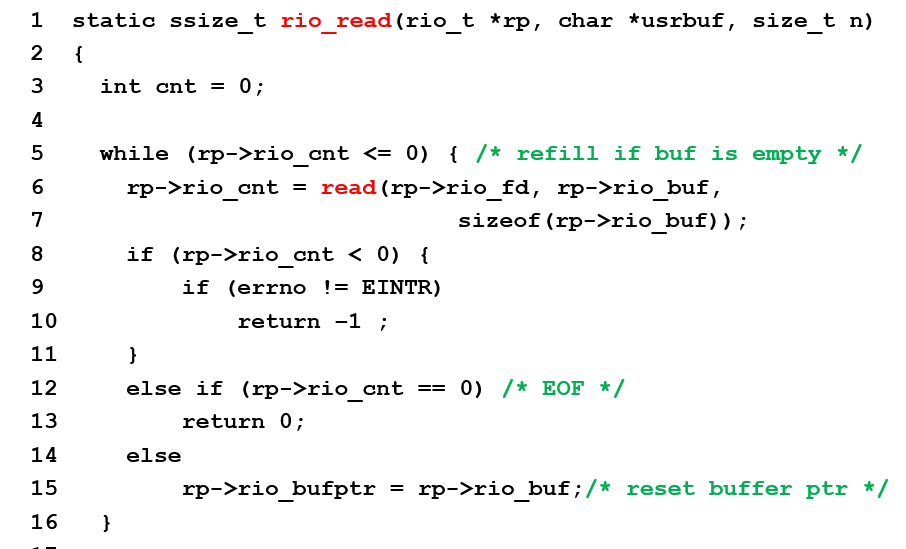 1 static ssize_t rio_read(rio_t *rp, char *usrbuf, size_t n)
2 {
3 int cnt = 0;
4
5 while (rp->rio_cnt <= 0) { /* refill if buf is empty */
6 rp->rio_cnt = read(rp->rio_fd, rp->rio_buf,
7 sizeof(rp->rio_buf));
8 if (rp->rio_cnt < 0) {
9 if (errno != EINTR)
10 return –1 ;
11 }
12 else if (rp->rio_cnt == 0) /* EOF */
13 return 0;
14 else
15 rp->rio_bufptr = rp->rio_buf;/* reset buffer ptr */
16 }